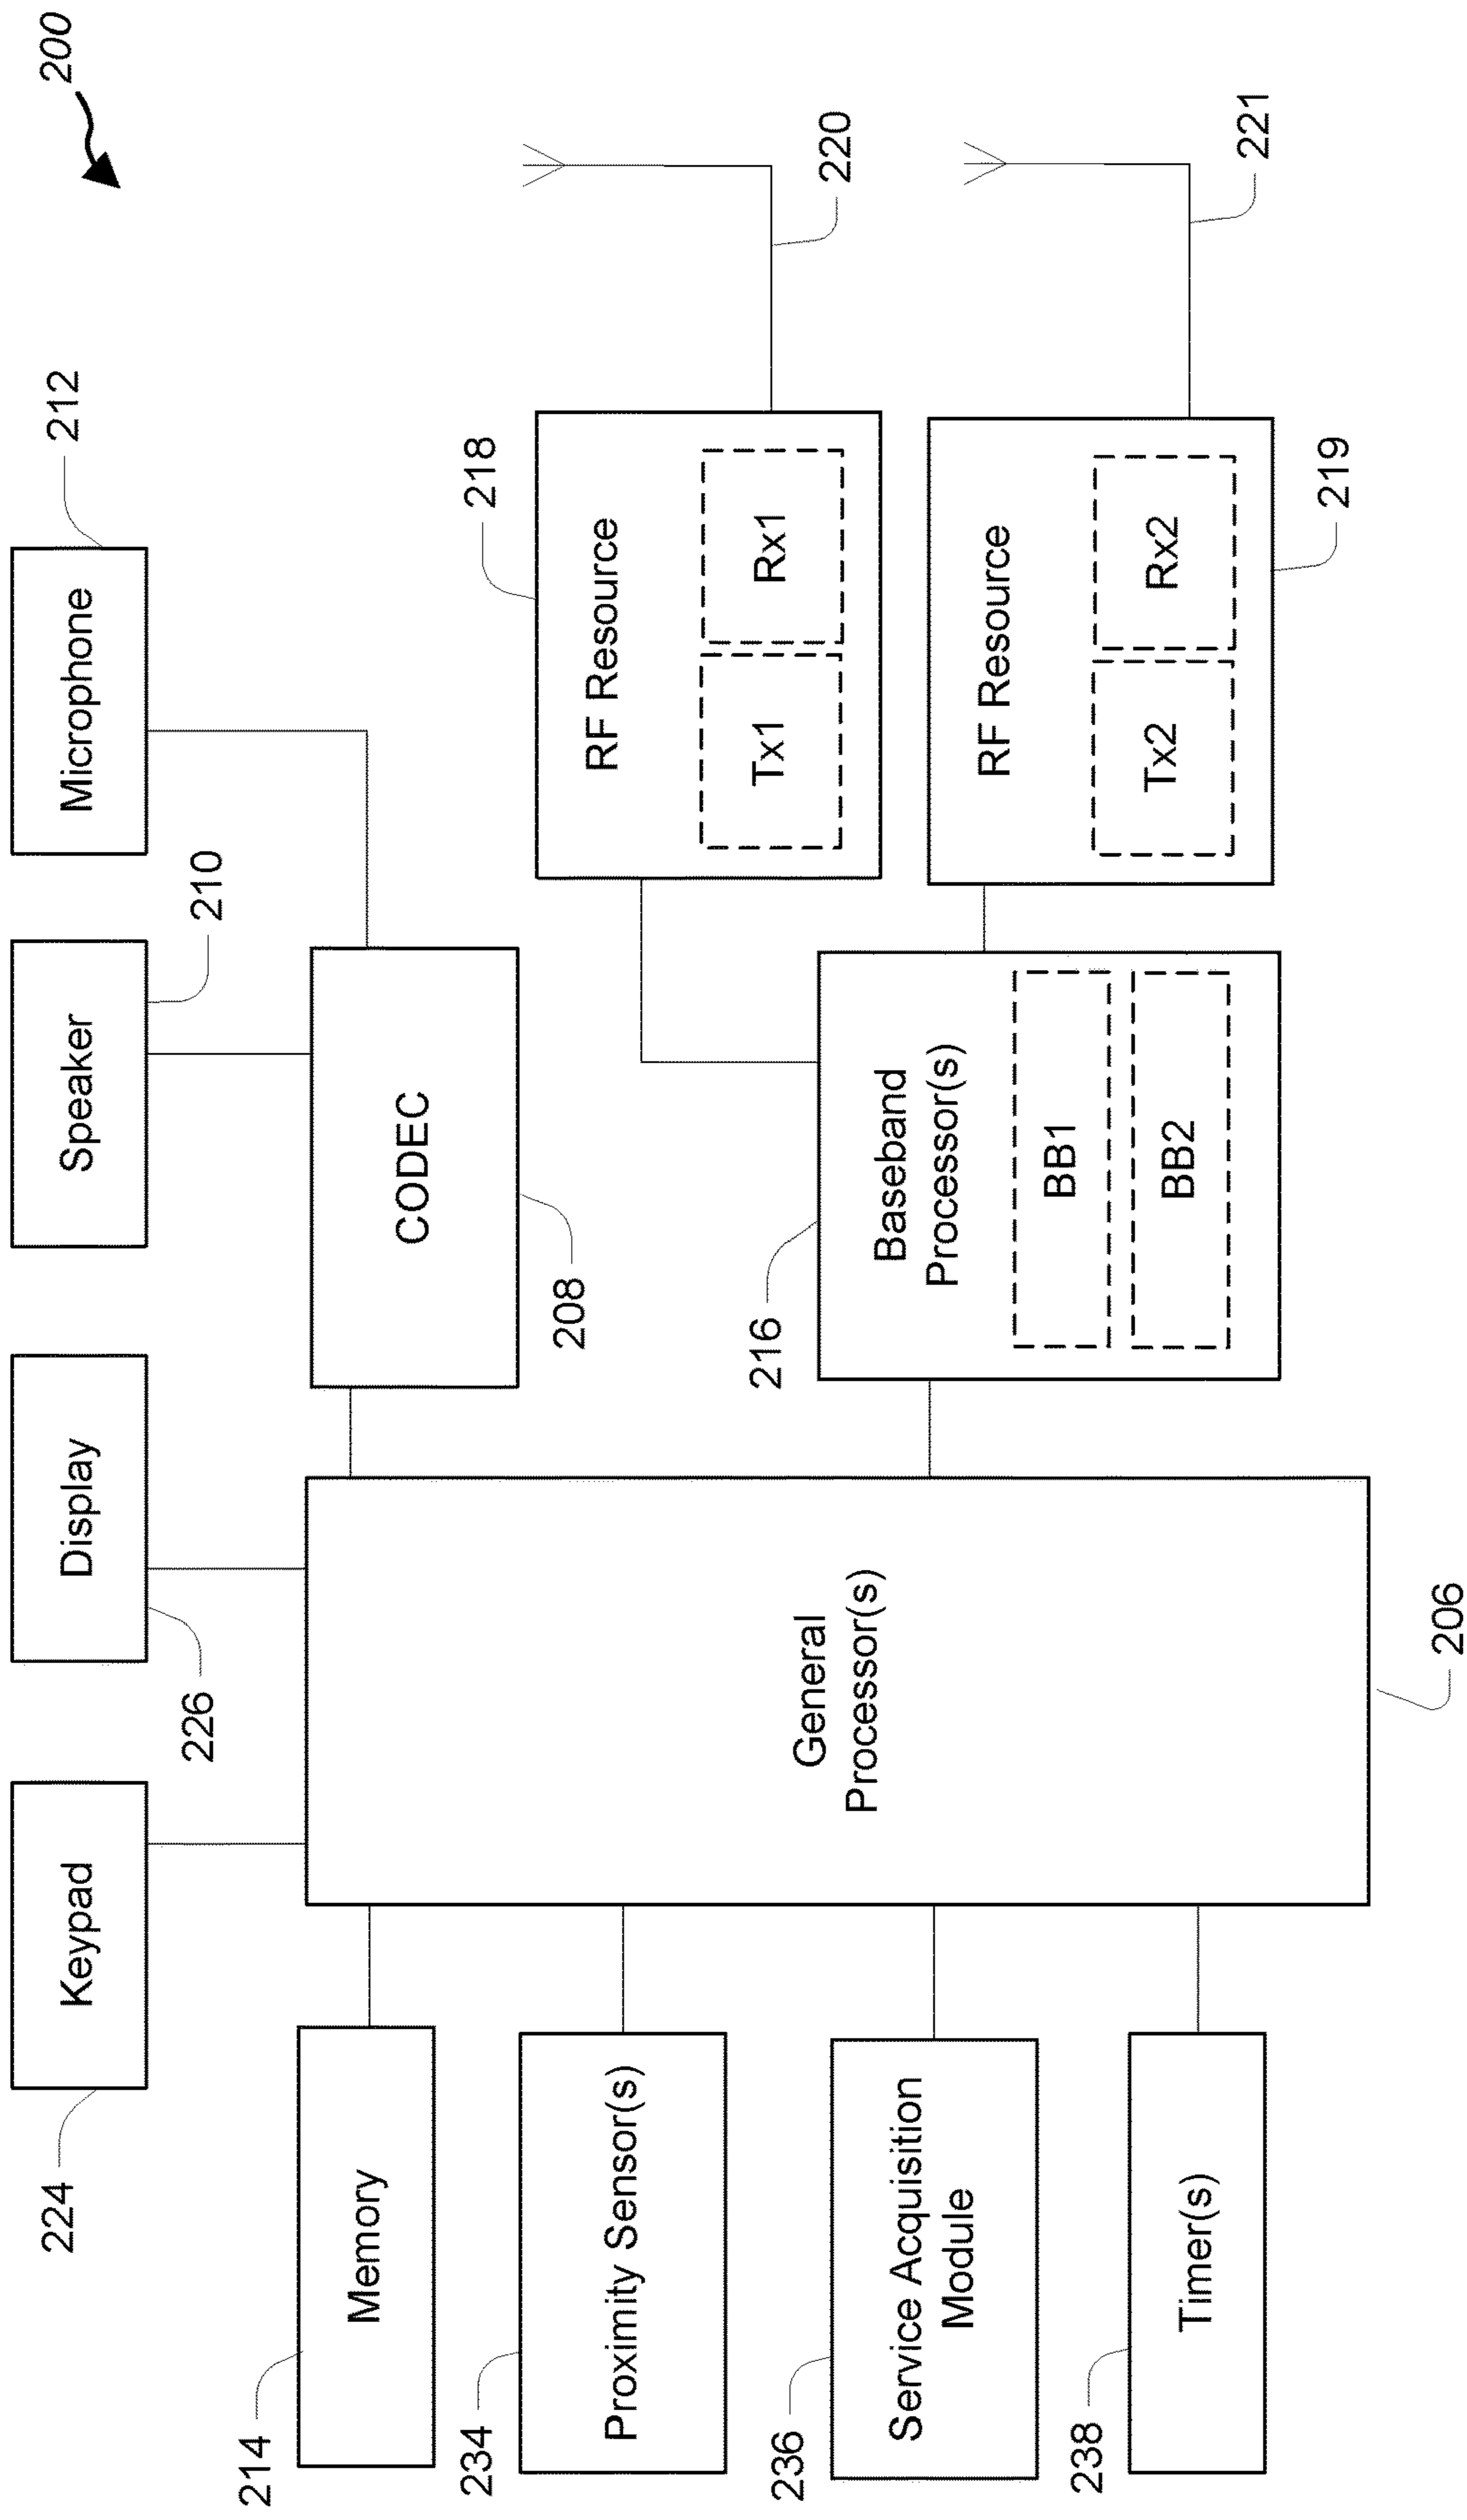 200
224
Keypad
226
Display
Speaker
210
Microphone
212
214
Memory
CODEC
208
234
Proximity Sensor(s)
General
Processor(s)
206
218
RF Resource
Tx1
Rx1
220
236
Service Acquisition
Module
216
Baseband
Processor(s)
BB1
BB2
RF Resource
Tx2
Rx2
219
221
238
Timer(s)